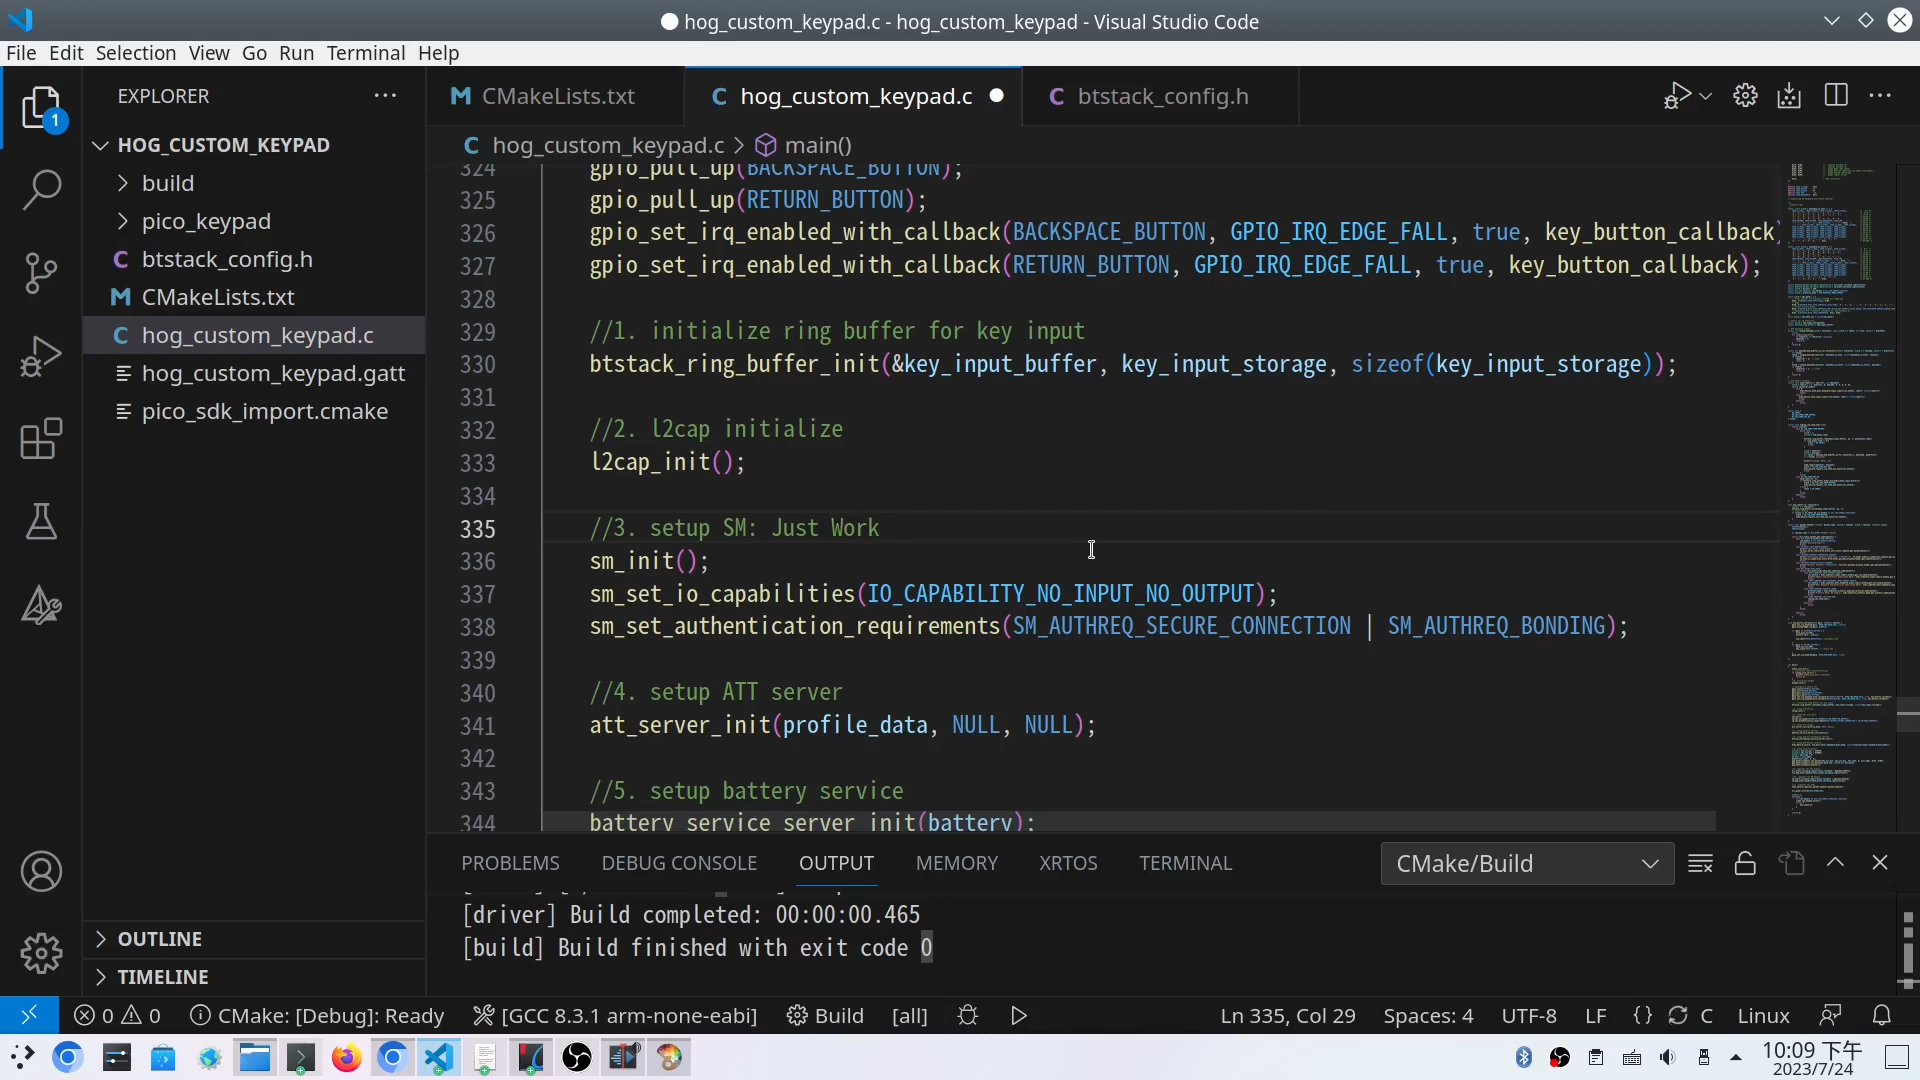 hog_custom_keypad.c - hog_custom_keypad - Visual Studio Code
File Edit Selection View Go Run Terminal Help
EXPLORER
CMakeLists.txt
hog_custom_keypad.c
btstack_config.h
1
HOG_CUSTOM_KEYPAD
build
pico_keypad
btstack_config.h
CMakeLists.txt
hog_custom_keypad.c
hog_custom_keypad.gatt
pico_sdk_import.cmake
OUTLINE
TIMELINE
hog_custom_keypad.c > main()
324 gpio_pull_up(BACKSPACE_BUTTON);
325 gpio_pull_up(RETURN_BUTTON);
326 gpio_set_irq_enabled_with_callback(BACKSPACE_BUTTON, GPIO_IRQ_EDGE_FALL, true, key_button_callback)
327 gpio_set_irq_enabled_with_callback(RETURN_BUTTON, GPIO_IRQ_EDGE_FALL, true, key_button_callback);
328
329 //1. initialize ring buffer for key input
330 btstack_ring_buffer_init(&key_input_buffer, key_input_storage, sizeof(key_input_storage));
331
332 //2. l2cap initialize
333 l2cap_init();
334
335 //3. setup SM: Just Work
336 sm_init();
337 sm_set_io_capabilities(IO_CAPABILITY_NO_INPUT_NO_OUTPUT);
338 sm_set_authentication_requirements(SM_AUTHREQ_SECURE_CONNECTION | SM_AUTHREQ_BONDING);
339
340 //4. setup ATT server
341 att_server_init(profile_data, NULL, NULL);
342
343 //5. setup battery service
344 battery_service_server_init(battery);
PROBLEMS DEBUG CONSOLE OUTPUT MEMORY XRTOS TERMINAL
CMake/Build
[driver] Build completed: 00:00:00.465
[build] Build finished with exit code 0
0 0 CMake: [Debug]: Ready [GCC 8.3.1 arm-none-eabi] Build [all] Ln 335, Col 29 Spaces: 4 UTF-8 LF {} C Linux
10:09 下午
2023/7/24